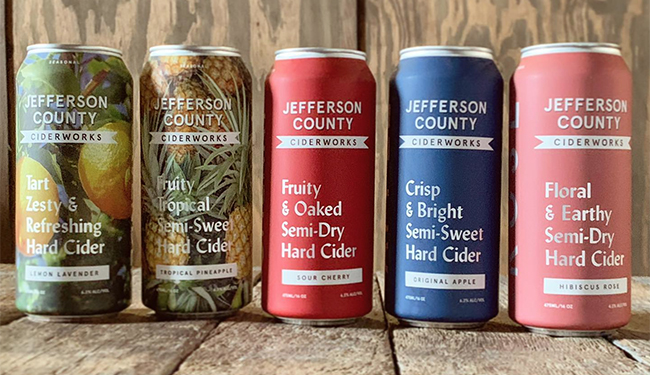 SEASONAL
JEFFERSON
COUNTY
CIDERWORKS
Tart
Zesty &
Refreshing
Hard Cider
LEMON LAVENDER
JEFFERSON
COUNTY
CIDERWORKS
Fruity
Tropical
Semi-Sweet
Hard Cider
TROPICAL PINEAPPLE
JEFFERSON
COUNTY
CIDERWORKS
Fruity
& Oaked
Semi-Dry
Hard Cider
SOUR CHERRY
JEFFERSON
COUNTY
CIDERWORKS
Crisp
& Bright
Semi-Sweet
Hard Cider
ORIGINAL APPLE
JEFFERSON
COUNTY
CIDERWORKS
Floral
& Earthy
Semi-Dry
Hard Cider
HIBISCUS ROSE